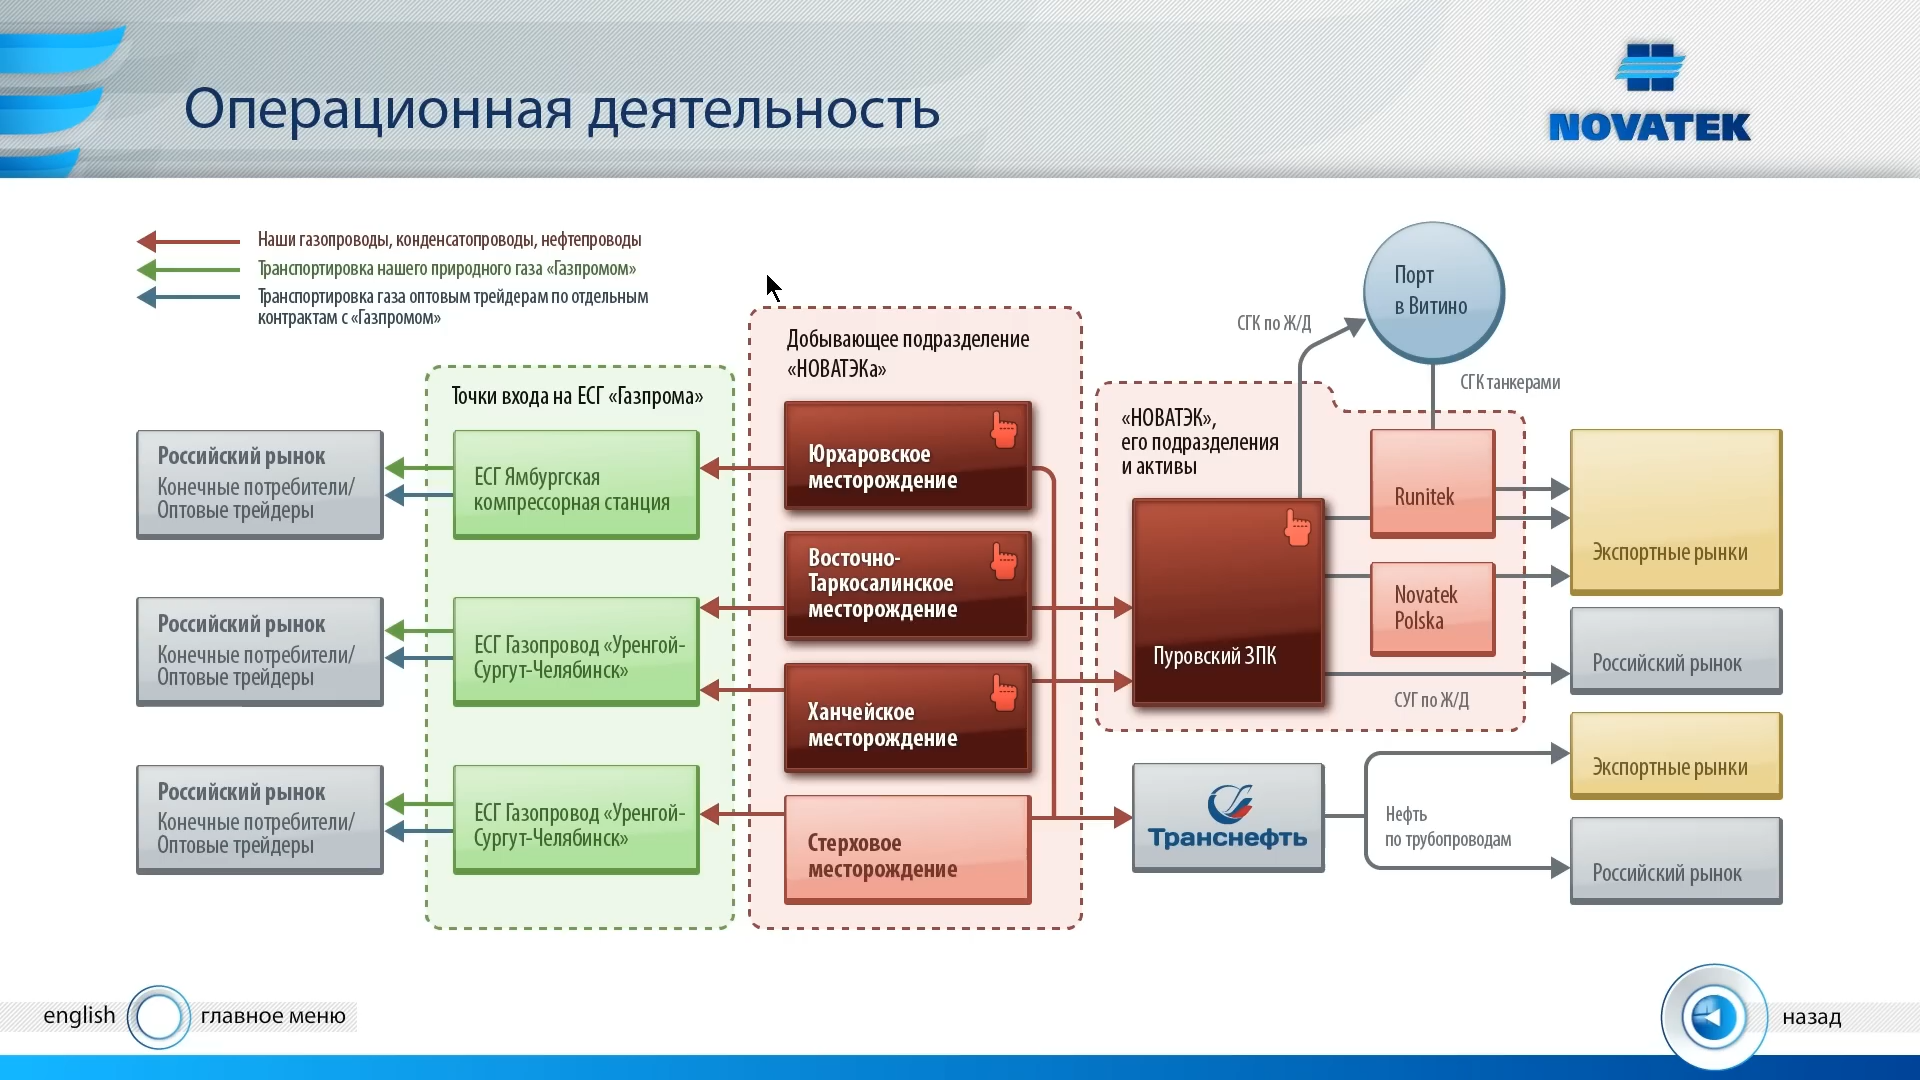 Операционная деятельность
NOVATEK
Наши газопроводы, конденсатопроводы, нефтепроводы
Транспортировка нашего природного газа «Газпромом»
Транспортировка газа оптовым трейдерам по отдельным
контрактам с «Газпромом»
Точки входа на ЕСГ «Газпрома»
Добывающее подразделение
«НОВАТЭКа»
«НОВАТЭК»,
его подразделения
и активы
СГК по Ж/Д
Порт
в Витино
СГК танкерами
Российский рынок
Конечные потребители/
Оптовые трейдеры
ЕСГ Ямбургская
компрессорная станция
Юрхаровское
месторождение
Runitek
Экспортные рынки
Восточно-
Таркосалинское
месторождение
Novatek
Polska
Российский рынок
Конечные потребители/
Оптовые трейдеры
ЕСГ Газопровод «Уренгой-
Сургут-Челябинск»
Пуровский ЗПК
Российский рынок
СУГ по Ж/Д
Ханчейское
месторождение
Экспортные рынки
Российский рынок
Конечные потребители/
Оптовые трейдеры
ЕСГ Газопровод «Уренгой-
Сургут-Челябинск»
Стерховое
месторождение
Транснефть
Нефть
по трубопроводам
Российский рынок
english
главное меню
назад